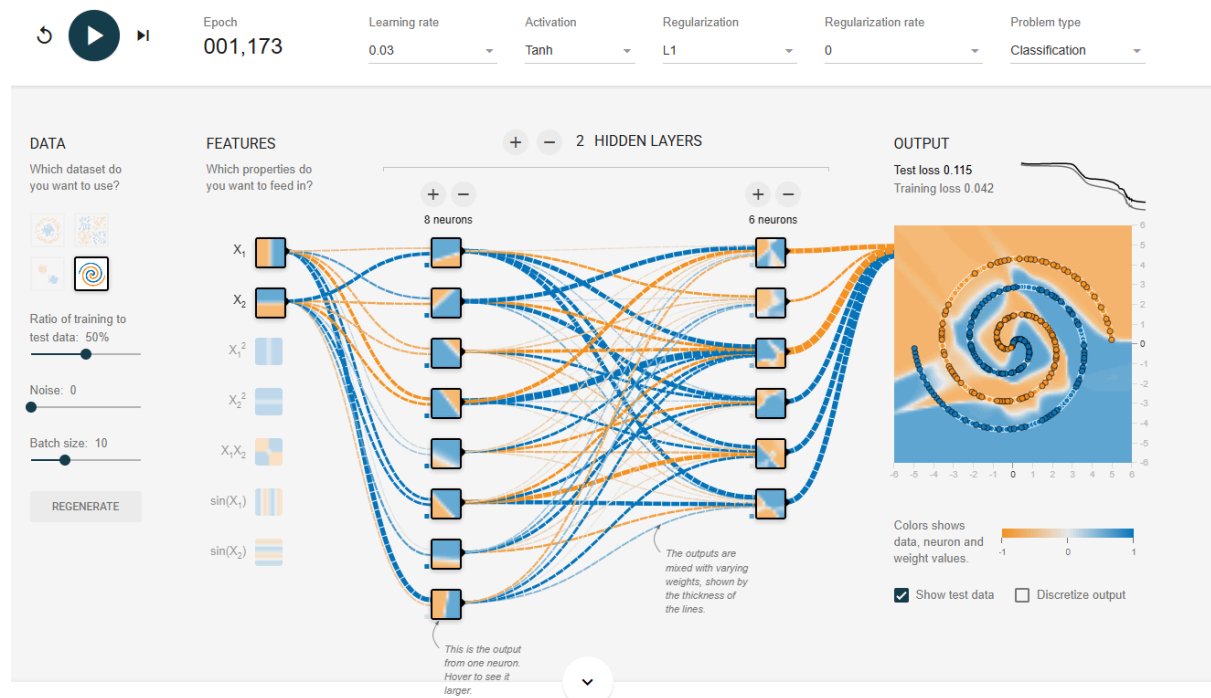 Epoch
001,173
Learning rate
0.03
Activation
Tanh
Regularization
L1
Regularization rate
0
Problem type
Classification
DATA
Which dataset do
you want to use?
Ratio of training to
test data: 50%
Noise: 0
Batch size: 10
REGENERATE
FEATURES
Which properties do
you want to feed in?
X₁
X₂
X₁²
X₂²
X₁X₂
sin(X₁)
sin(X₂)
+ − 2 HIDDEN LAYERS
+ −
8 neurons
+ −
6 neurons
This is the output
from one neuron.
Hover to see it
larger.
The outputs are
mixed with varying
weights, shown by
the thickness of
the lines.
OUTPUT
Test loss 0.115
Training loss 0.042
6
5
4
3
2
1
0
-1
-2
-3
-4
-5
-6
-6 -5 -4 -3 -2 -1 0 1 2 3 4 5 6
Colors shows
data, neuron and
weight values.
-1 0 1
Show test data
Discretize output